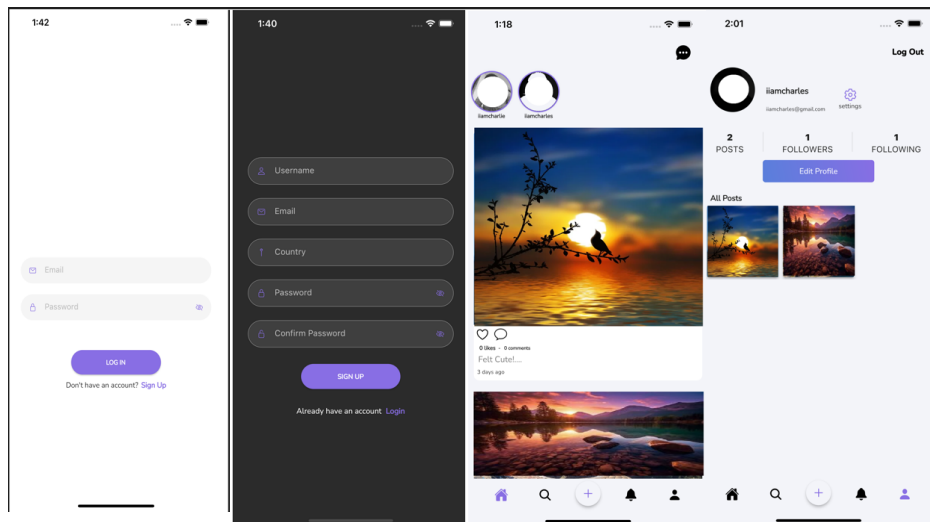 1:42
Email
Password
LOG IN
Don't have an account? Sign Up
1:40
Username
Email
Country
Password
Confirm Password
SIGN UP
Already have an account Login
1:18
iiamcharlie
iiamcharles
0 likes - 0 comments
Felt Cute!...
3 days ago
2:01
Log Out
iiamcharles
iiamcharles@gmail.com
settings
2 1 1
POSTS FOLLOWERS FOLLOWING
Edit Profile
All Posts